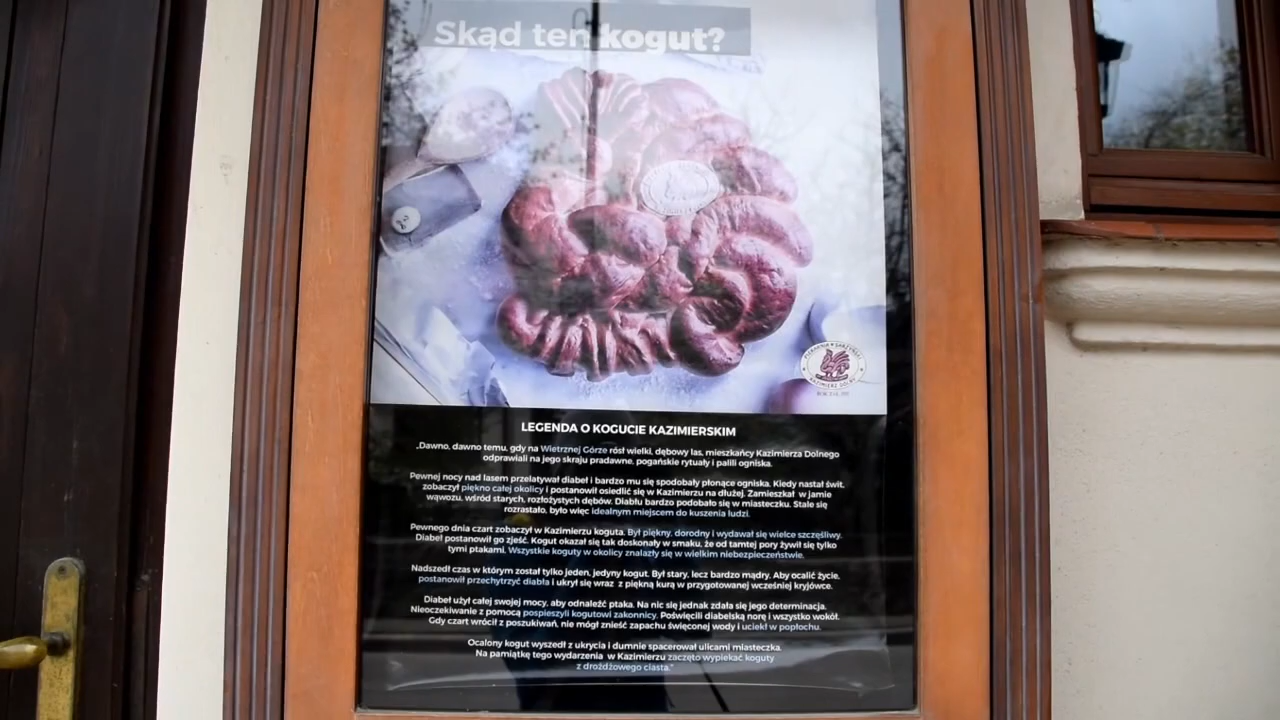 Skąd ten kogut?
PIEKARNIA SARZYŃSKI
KAZIMIERZ DOLNY
LEGENDA O KOGUCIE KAZIMIERSKIM
„Dawno, dawno temu, gdy na Wietrznej Górze rósł wielki, dębowy las, mieszkańcy Kazimierza Dolnego
odprawiali na jego skraju pradawne, pogańskie rytuały i palili ogniska.
Pewnej nocy nad lasem przelatywał diabeł i bardzo mu się spodobały płonące ogniska. Kiedy nastał świt,
zobaczył piękno całej okolicy i postanowił osiedlić się w Kazimierzu na dłużej. Zamieszkał w jamie
wąwozu, wśród starych, rozłożystych dębów. Diabłu bardzo podobało się w miasteczku. Stale się
rozrastało, było więc idealnym miejscem do kuszenia ludzi.
Pewnego dnia czart zobaczył w Kazimierzu koguta. Był piękny, dorodny i wydawał się wielce szczęśliwy.
Diabeł postanowił go zjeść. Kogut okazał się tak doskonały w smaku, że od tamtej pory żywił się tylko
tymi ptakami. Wszystkie koguty w okolicy znalazły się w wielkim niebezpieczeństwie.
Nadszedł czas w którym został tylko jeden, jedyny kogut. Był stary, lecz bardzo mądry. Aby ocalić życie,
postanowił przechytrzyć diabła i ukrył się wraz z piękną kurą w przygotowanej wcześniej kryjówce.
Diabeł użył całej swojej mocy, aby odnaleźć ptaka. Na nic się jednak zdała się jego determinacja.
Nieoczekiwanie z pomocą pospieszyli kogutowi zakonnicy. Poświęcili diabelską norę i wszystko wokół.
Gdy czart wrócił z poszukiwań, nie mógł znieść zapachu święconej wody i uciekł w popłochu.
Ocalony kogut wyszedł z ukrycia i dumnie spacerował ulicami miasteczka.
Na pamiątkę tego wydarzenia w Kazimierzu zaczęto wypiekać koguty
z drożdżowego ciasta."